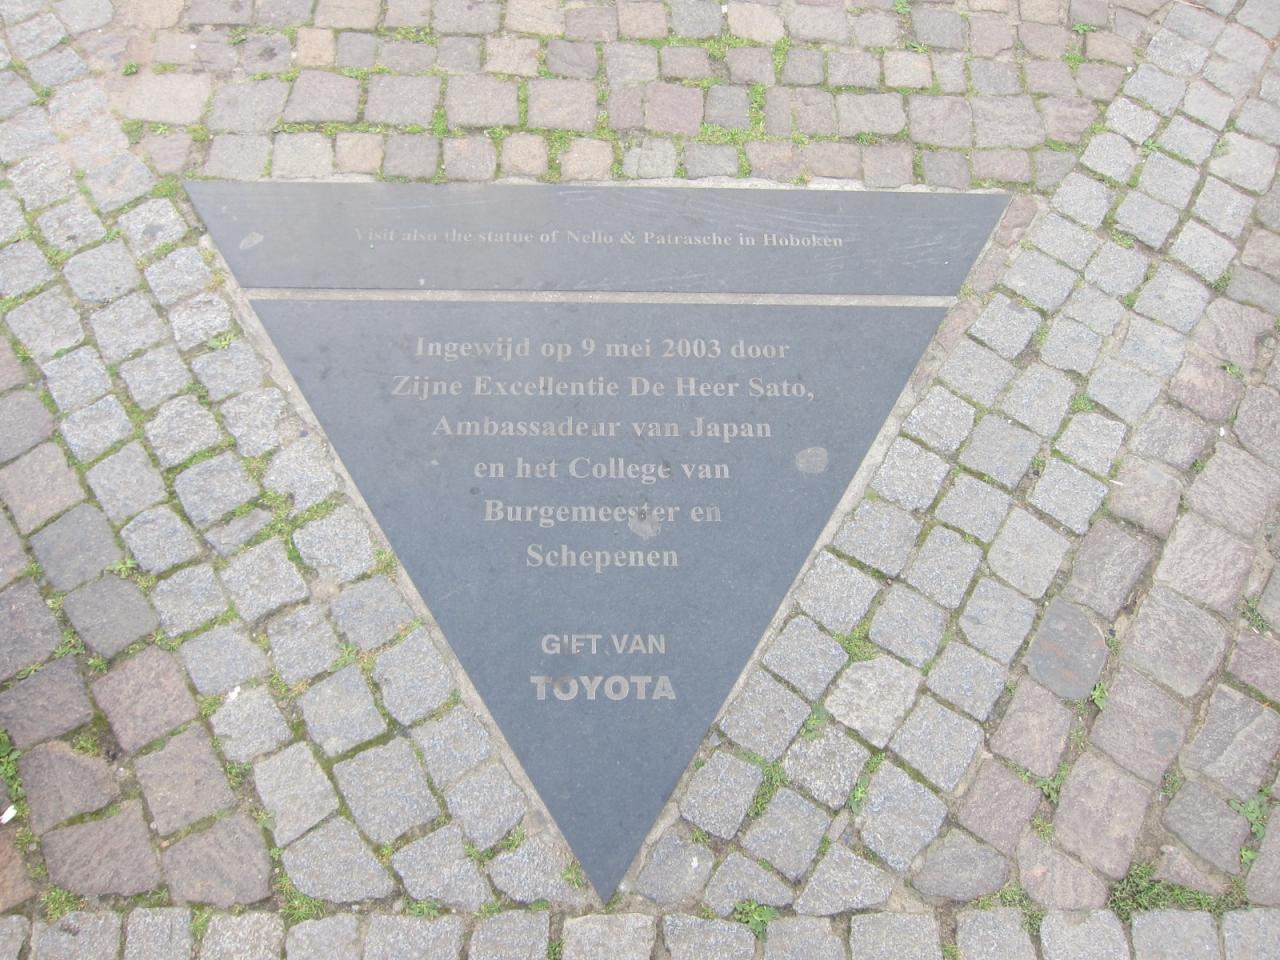 Visit also the statue of Nello & Patrasche in Hoboken
Ingewijd op 9 mei 2003 door
Zijne Excellentie De Heer Sato,
Ambassadeur van Japan
en het College van
Burgemeester en
Schepenen
GIFT VAN
TOYOTA